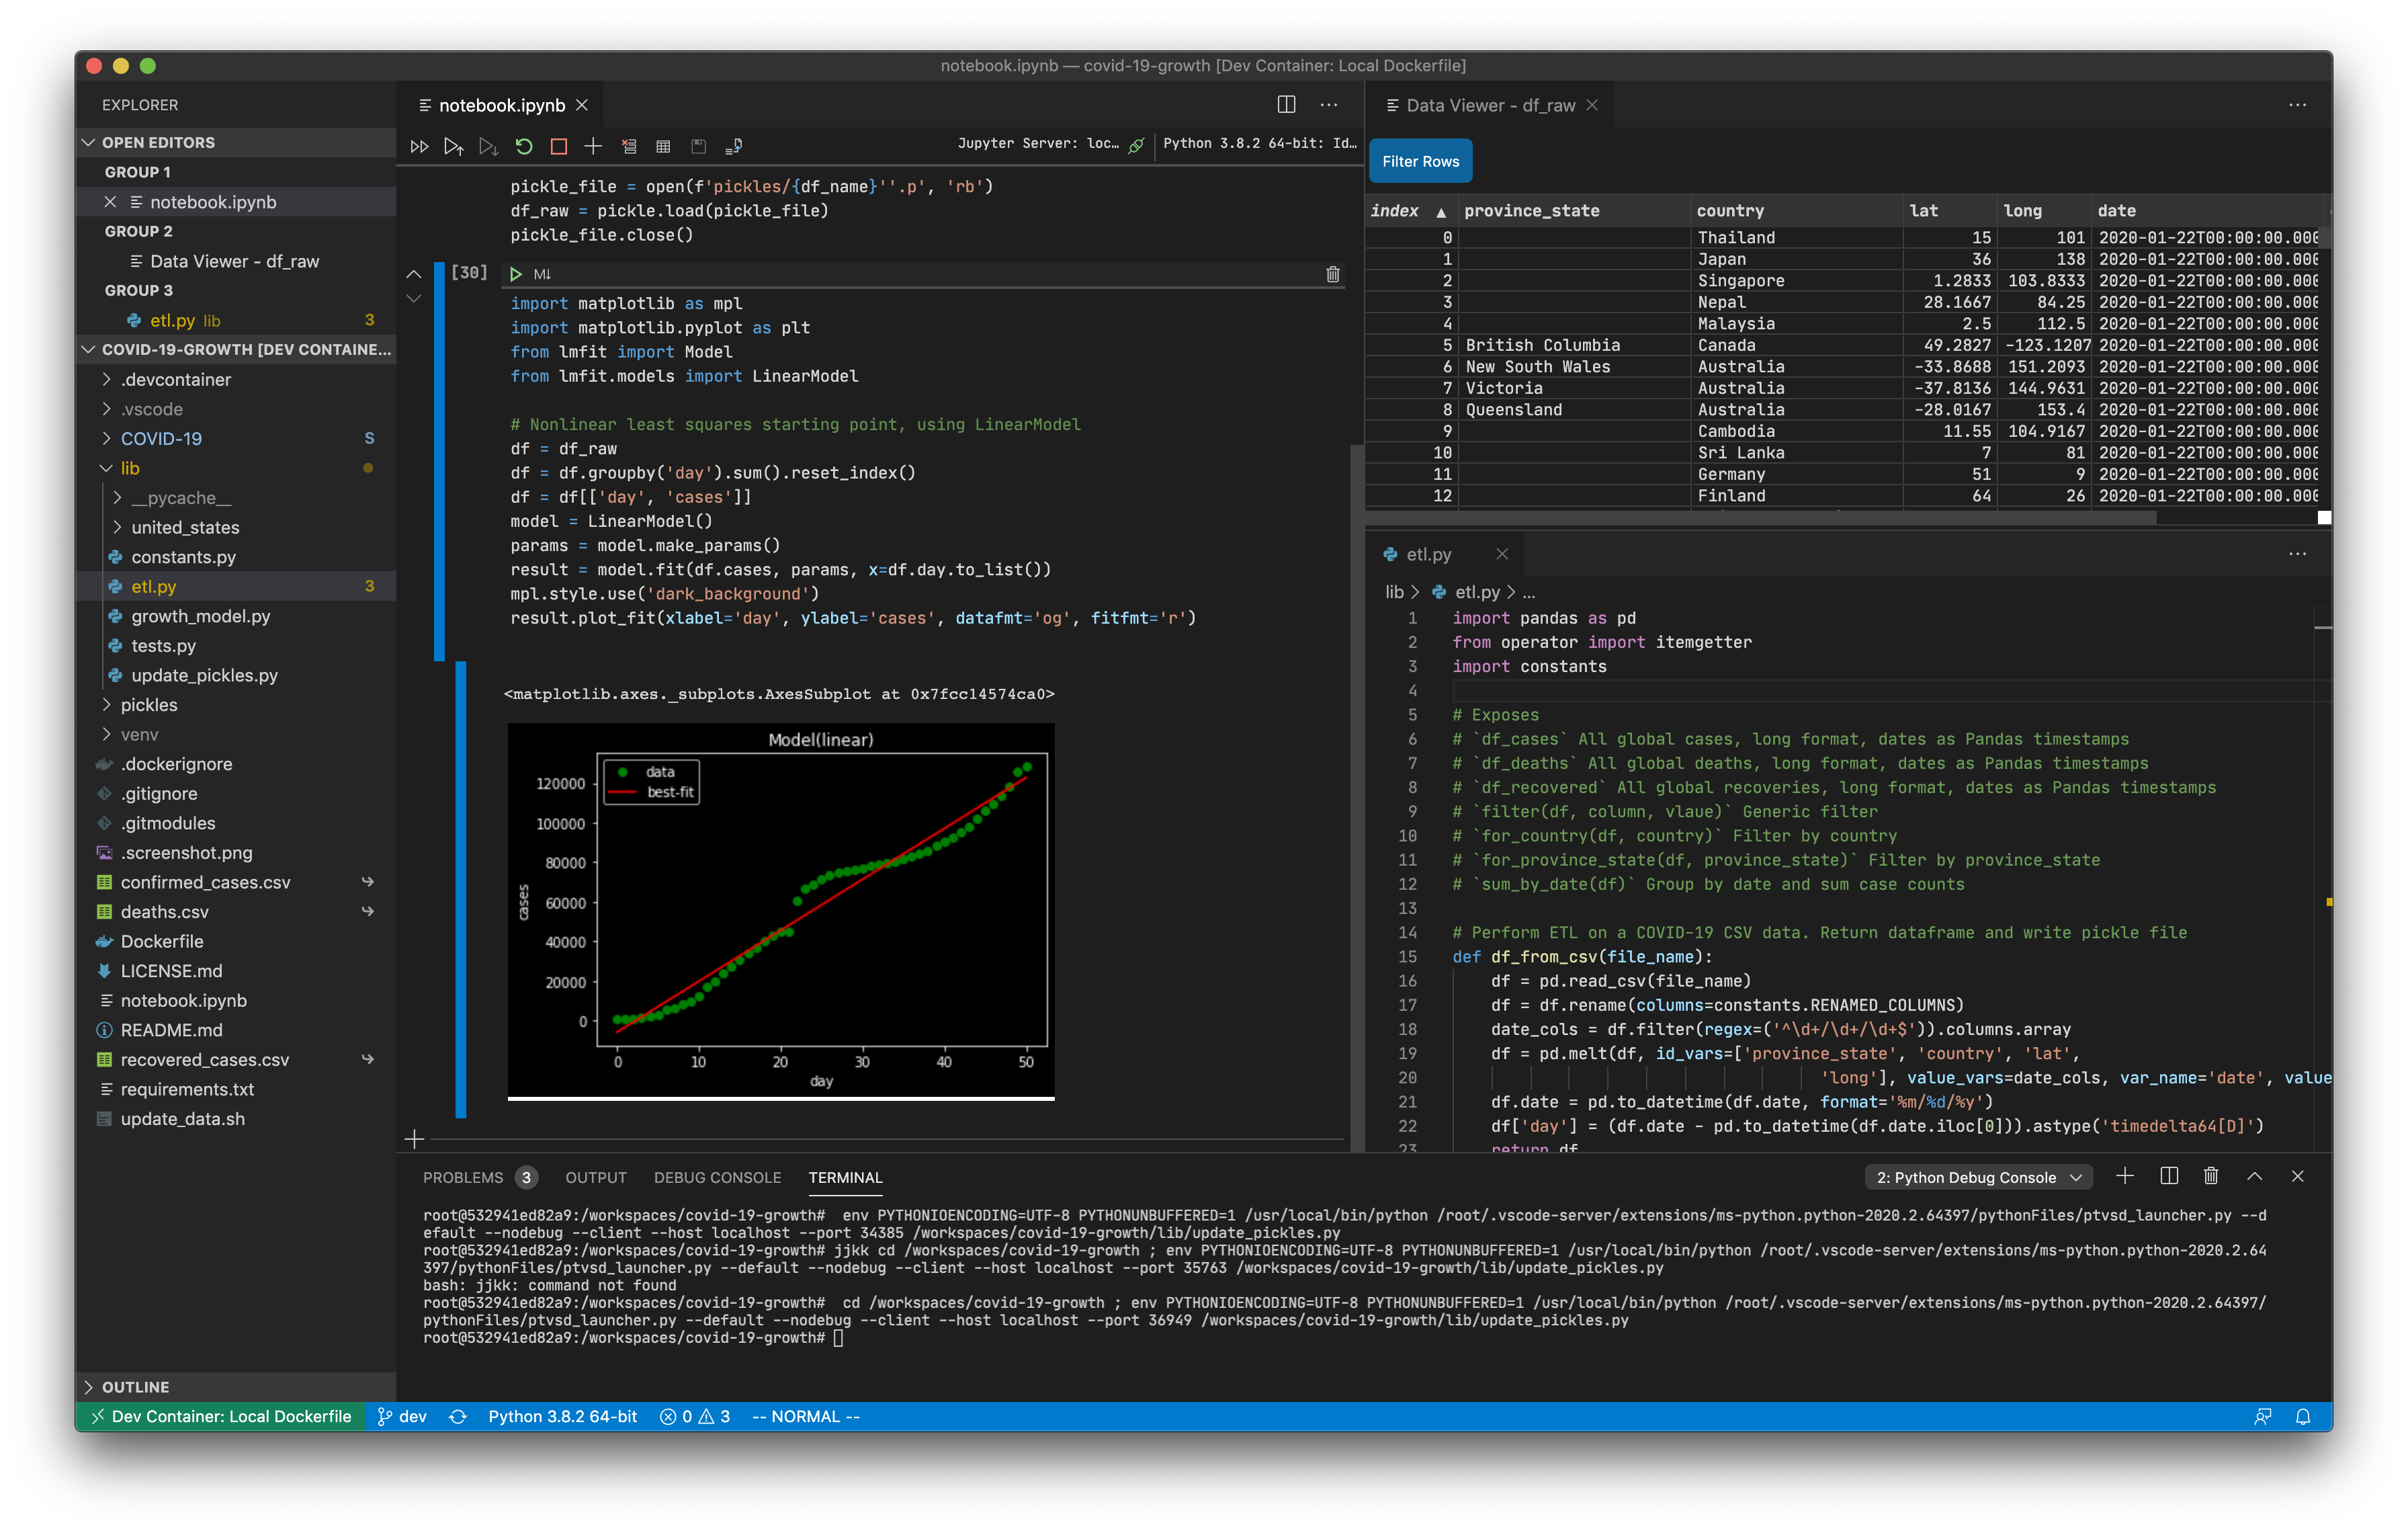 notebook.ipynb — covid-19-growth [Dev Container: Local Dockerfile]
EXPLORER
OPEN EDITORS
GROUP 1
notebook.ipynb
GROUP 2
Data Viewer - df_raw
GROUP 3
etl.py lib 3
COVID-19-GROWTH [DEV CONTAINE...
.devcontainer
.vscode
COVID-19 S
lib
__pycache__
united_states
constants.py
etl.py 3
growth_model.py
tests.py
update_pickles.py
pickles
venv
.dockerignore
.gitignore
.gitmodules
.screenshot.png
confirmed_cases.csv
deaths.csv
Dockerfile
LICENSE.md
notebook.ipynb
README.md
recovered_cases.csv
requirements.txt
update_data.sh
OUTLINE
notebook.ipynb
Jupyter Server: loc...
Python 3.8.2 64-bit: Id...
pickle_file = open(f'pickles/{df_name}''.p', 'rb')
df_raw = pickle.load(pickle_file)
pickle_file.close()
[30]
M↓
import matplotlib as mpl
import matplotlib.pyplot as plt
from lmfit import Model
from lmfit.models import LinearModel
# Nonlinear least squares starting point, using LinearModel
df = df_raw
df = df.groupby('day').sum().reset_index()
df = df[['day', 'cases']]
model = LinearModel()
params = model.make_params()
result = model.fit(df.cases, params, x=df.day.to_list())
mpl.style.use('dark_background')
result.plot_fit(xlabel='day', ylabel='cases', datafmt='og', fitfmt='r')
<matplotlib.axes._subplots.AxesSubplot at 0x7fcc14574ca0>
Model(linear)
data
best-fit
120000
100000
80000
60000
40000
20000
0
cases
0 10 20 30 40 50
day
Data Viewer - df_raw
Filter Rows
index ▲ province_state country lat long date
0 Thailand 15 101 2020-01-22T00:00:00.000
1 Japan 36 138 2020-01-22T00:00:00.000
2 Singapore 1.2833 103.8333 2020-01-22T00:00:00.000
3 Nepal 28.1667 84.25 2020-01-22T00:00:00.000
4 Malaysia 2.5 112.5 2020-01-22T00:00:00.000
5 British Columbia Canada 49.2827 -123.1207 2020-01-22T00:00:00.000
6 New South Wales Australia -33.8688 151.2093 2020-01-22T00:00:00.000
7 Victoria Australia -37.8136 144.9631 2020-01-22T00:00:00.000
8 Queensland Australia -28.0167 153.4 2020-01-22T00:00:00.000
9 Cambodia 11.55 104.9167 2020-01-22T00:00:00.000
10 Sri Lanka 7 81 2020-01-22T00:00:00.000
11 Germany 51 9 2020-01-22T00:00:00.000
12 Finland 64 26 2020-01-22T00:00:00.000
etl.py
lib > etl.py > ...
1 import pandas as pd
2 from operator import itemgetter
3 import constants
4
5 # Exposes
6 # `df_cases` All global cases, long format, dates as Pandas timestamps
7 # `df_deaths` All global deaths, long format, dates as Pandas timestamps
8 # `df_recovered` All global recoveries, long format, dates as Pandas timestamps
9 # `filter(df, column, vlaue)` Generic filter
10 # `for_country(df, country)` Filter by country
11 # `for_province_state(df, province_state)` Filter by province_state
12 # `sum_by_date(df)` Group by date and sum case counts
13
14 # Perform ETL on a COVID-19 CSV data. Return dataframe and write pickle file
15 def df_from_csv(file_name):
16 df = pd.read_csv(file_name)
17 df = df.rename(columns=constants.RENAMED_COLUMNS)
18 date_cols = df.filter(regex=('^\d+/\d+/\d+$')).columns.array
19 df = pd.melt(df, id_vars=['province_state', 'country', 'lat',
20 'long'], value_vars=date_cols, var_name='date', value
21 df.date = pd.to_datetime(df.date, format='%m/%d/%y')
22 df['day'] = (df.date - pd.to_datetime(df.date.iloc[0])).astype('timedelta64[D]')
23 return df
PROBLEMS 3 OUTPUT DEBUG CONSOLE TERMINAL
2: Python Debug Console
root@532941ed82a9:/workspaces/covid-19-growth#  env PYTHONIOENCODING=UTF-8 PYTHONUNBUFFERED=1 /usr/local/bin/python /root/.vscode-server/extensions/ms-python.python-2020.2.64397/pythonFiles/ptvsd_launcher.py --d
efault --nodebug --client --host localhost --port 34385 /workspaces/covid-19-growth/lib/update_pickles.py
root@532941ed82a9:/workspaces/covid-19-growth# jjkk cd /workspaces/covid-19-growth ; env PYTHONIOENCODING=UTF-8 PYTHONUNBUFFERED=1 /usr/local/bin/python /root/.vscode-server/extensions/ms-python.python-2020.2.64
397/pythonFiles/ptvsd_launcher.py --default --nodebug --client --host localhost --port 35763 /workspaces/covid-19-growth/lib/update_pickles.py
bash: jjkk: command not found
root@532941ed82a9:/workspaces/covid-19-growth#  cd /workspaces/covid-19-growth ; env PYTHONIOENCODING=UTF-8 PYTHONUNBUFFERED=1 /usr/local/bin/python /root/.vscode-server/extensions/ms-python.python-2020.2.64397/
pythonFiles/ptvsd_launcher.py --default --nodebug --client --host localhost --port 36949 /workspaces/covid-19-growth/lib/update_pickles.py
root@532941ed82a9:/workspaces/covid-19-growth#
Dev Container: Local Dockerfile dev Python 3.8.2 64-bit 0 3 -- NORMAL --